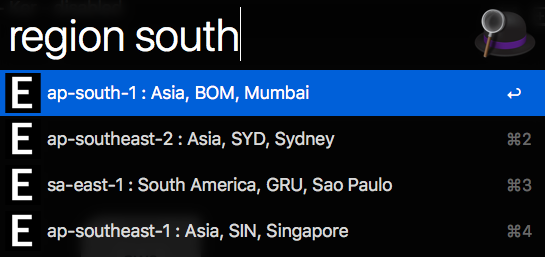 region south
E ap-south-1 : Asia, BOM, Mumbai ↩
E ap-southeast-2 : Asia, SYD, Sydney ⌘2
E sa-east-1 : South America, GRU, Sao Paulo ⌘3
E ap-southeast-1 : Asia, SIN, Singapore ⌘4